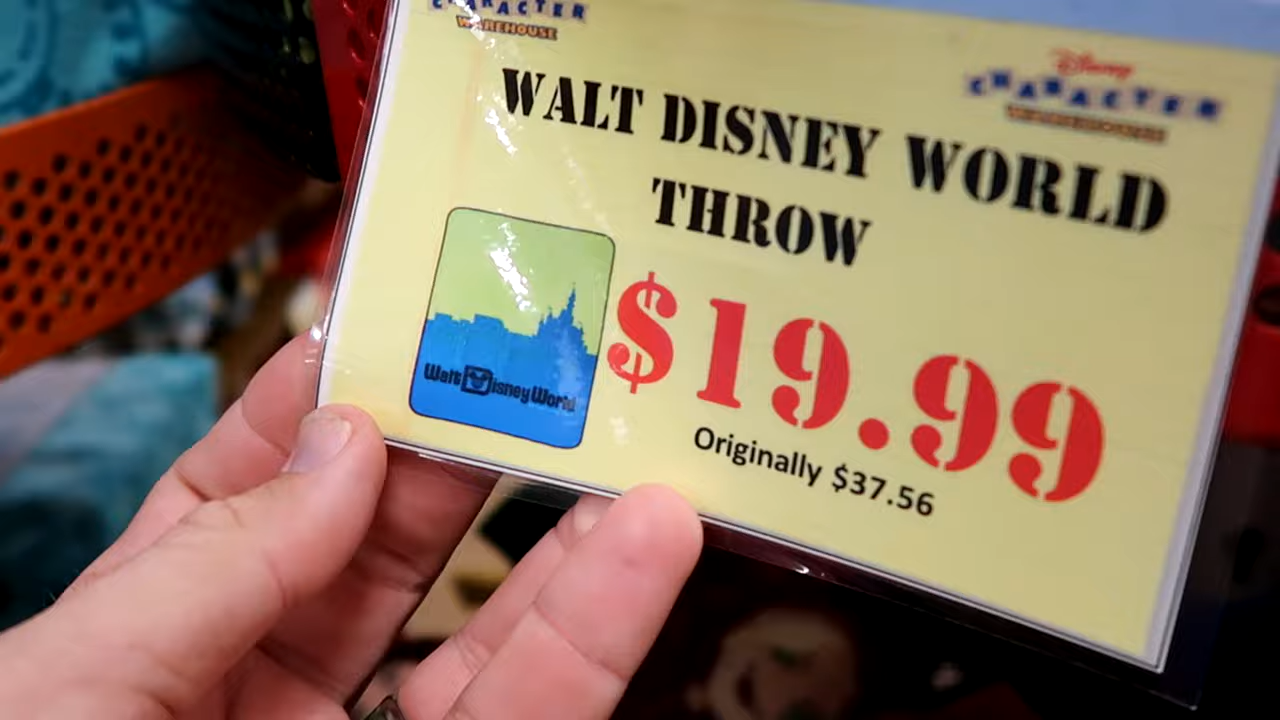 CHARACTER
WAREHOUSE
Disney
CHARACTER
WAREHOUSE
WALT DISNEY WORLD
THROW
$19.99
Originally $37.56
Walt Disney World